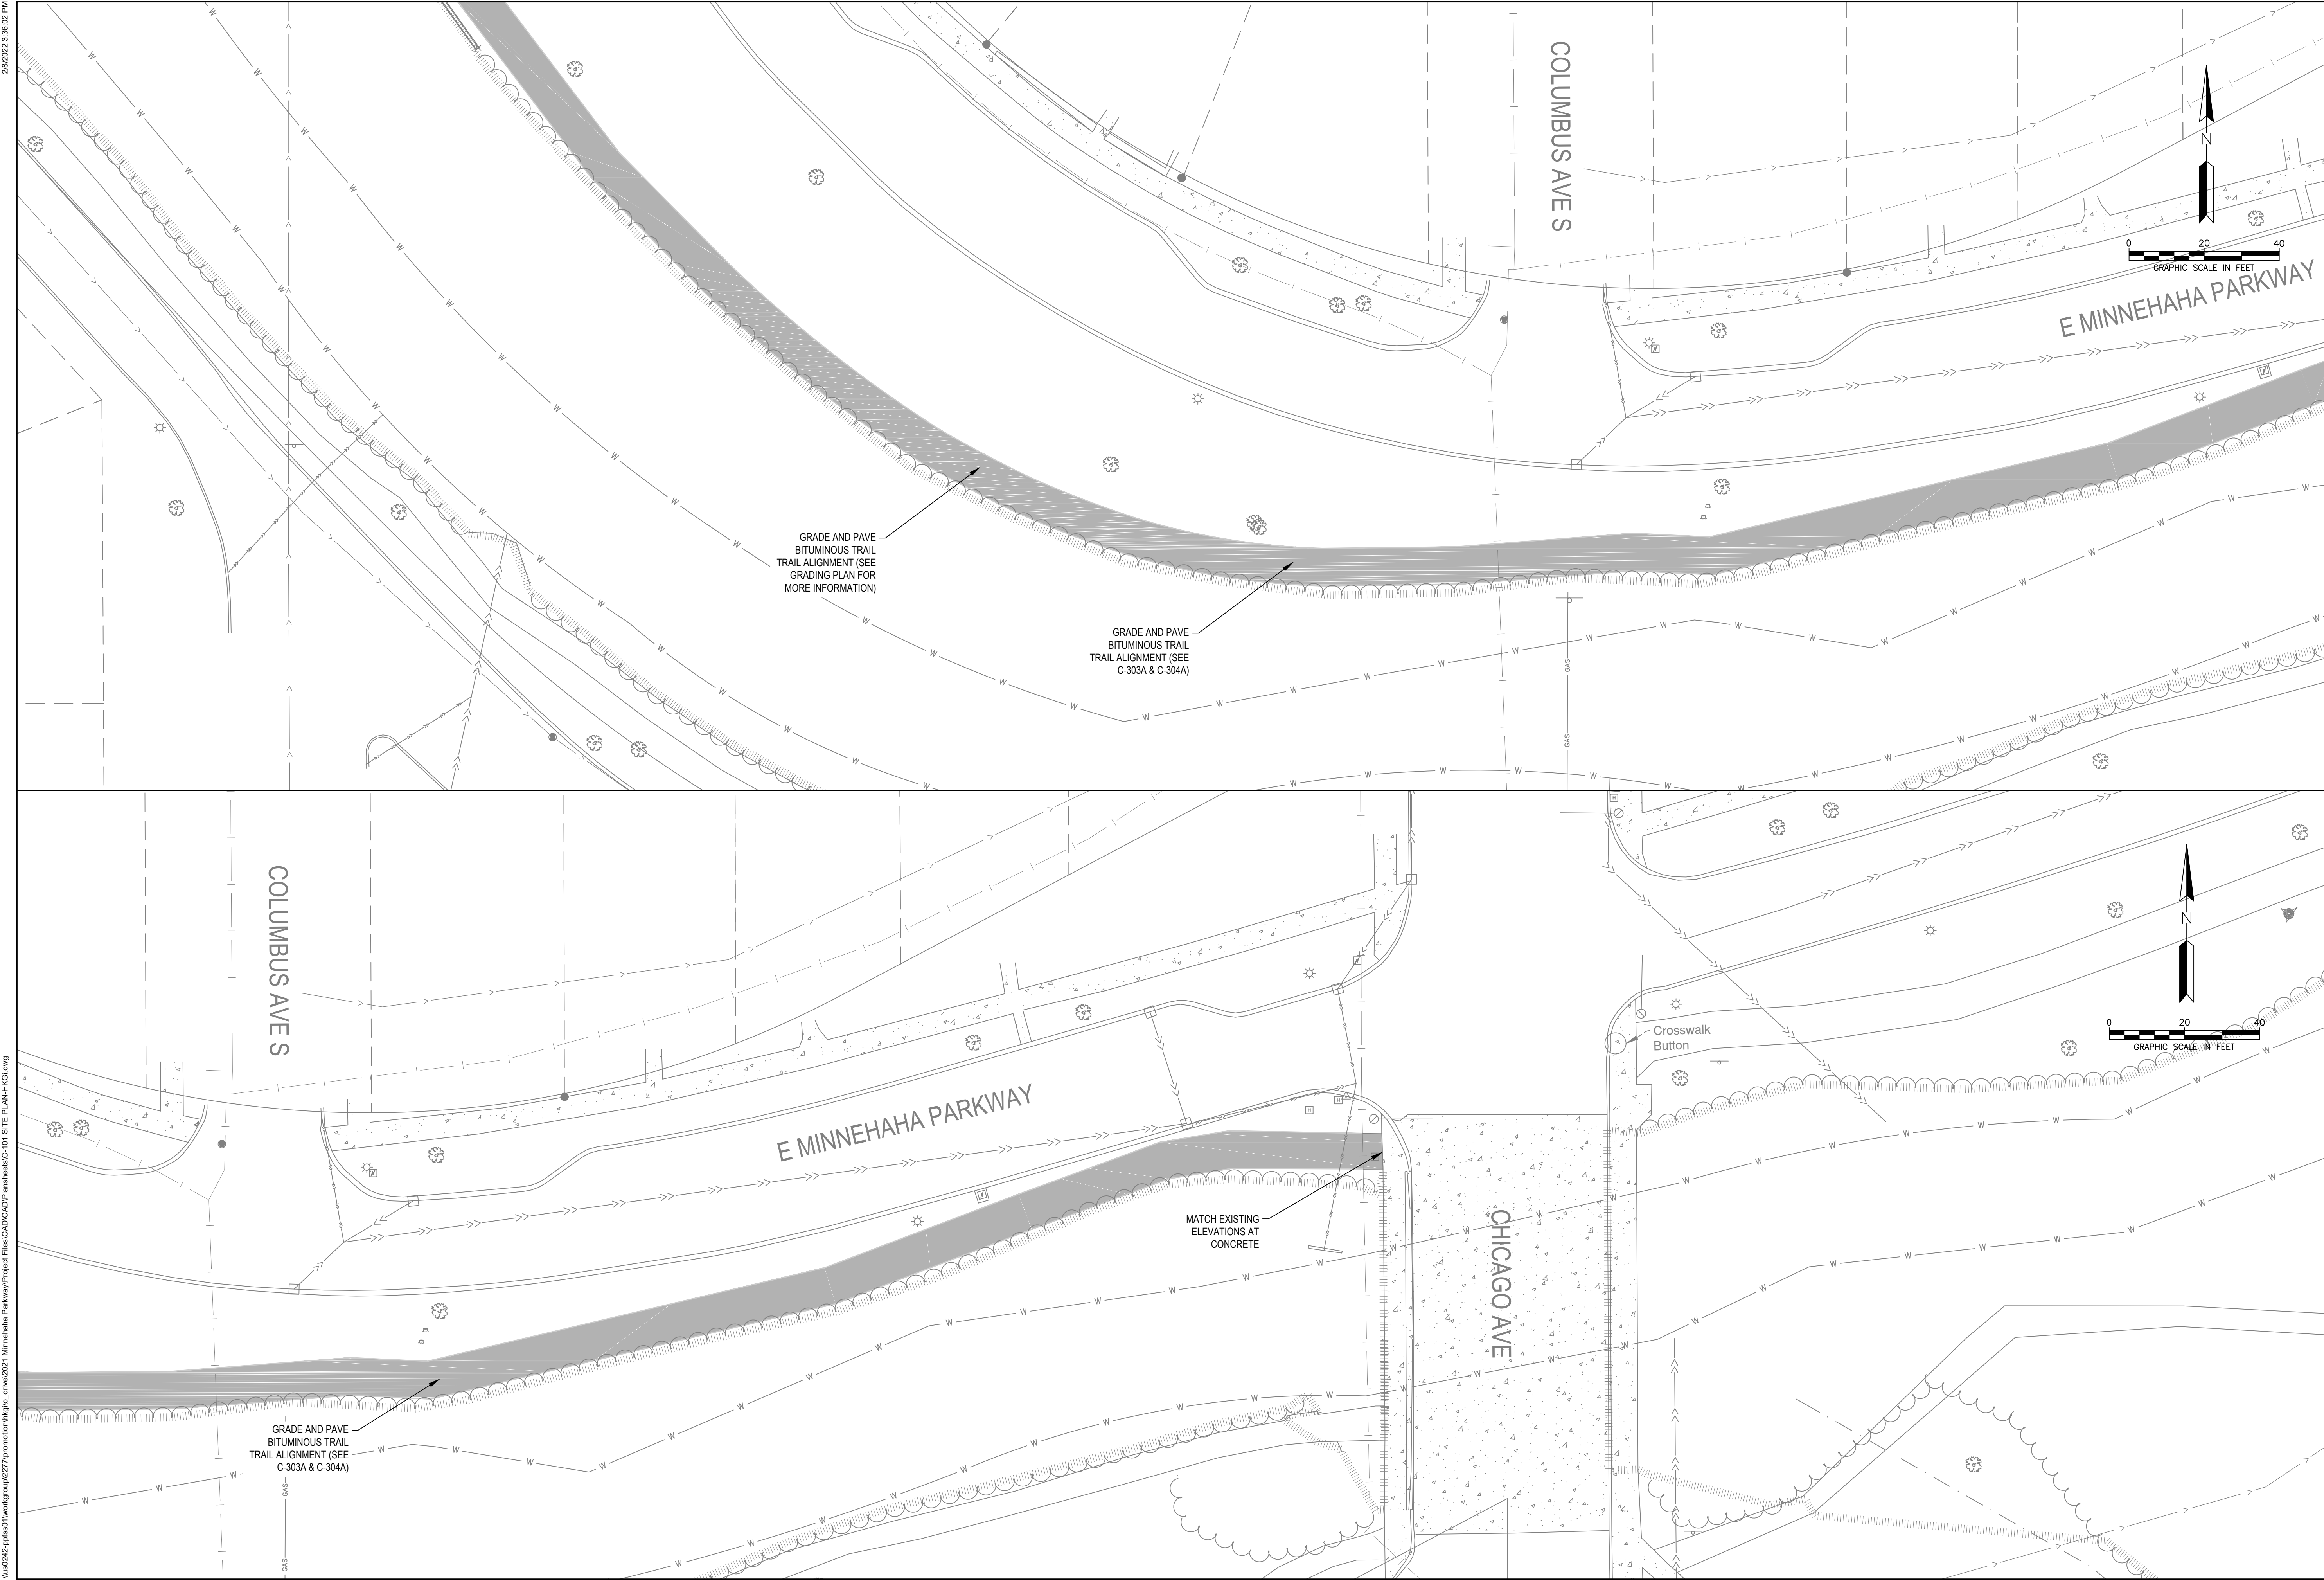 2/8/2022 3:36:02 PM
COLUMBUS AVE S
N
0 20 40
GRAPHIC SCALE IN FEET
E MINNEHAHA PARKWAY
GRADE AND PAVE
BITUMINOUS TRAIL
TRAIL ALIGNMENT (SEE
GRADING PLAN FOR
MORE INFORMATION)
GRADE AND PAVE
BITUMINOUS TRAIL
TRAIL ALIGNMENT (SEE
C-303A & C-304A)
GAS
GAS
COLUMBUS AVE S
N
0 20 40
GRAPHIC SCALE IN FEET
Crosswalk
Button
E MINNEHAHA PARKWAY
MATCH EXISTING
ELEVATIONS AT
CONCRETE
CHICAGO AVE
GRADE AND PAVE
BITUMINOUS TRAIL
TRAIL ALIGNMENT (SEE
C-303A & C-304A)
GAS
GAS